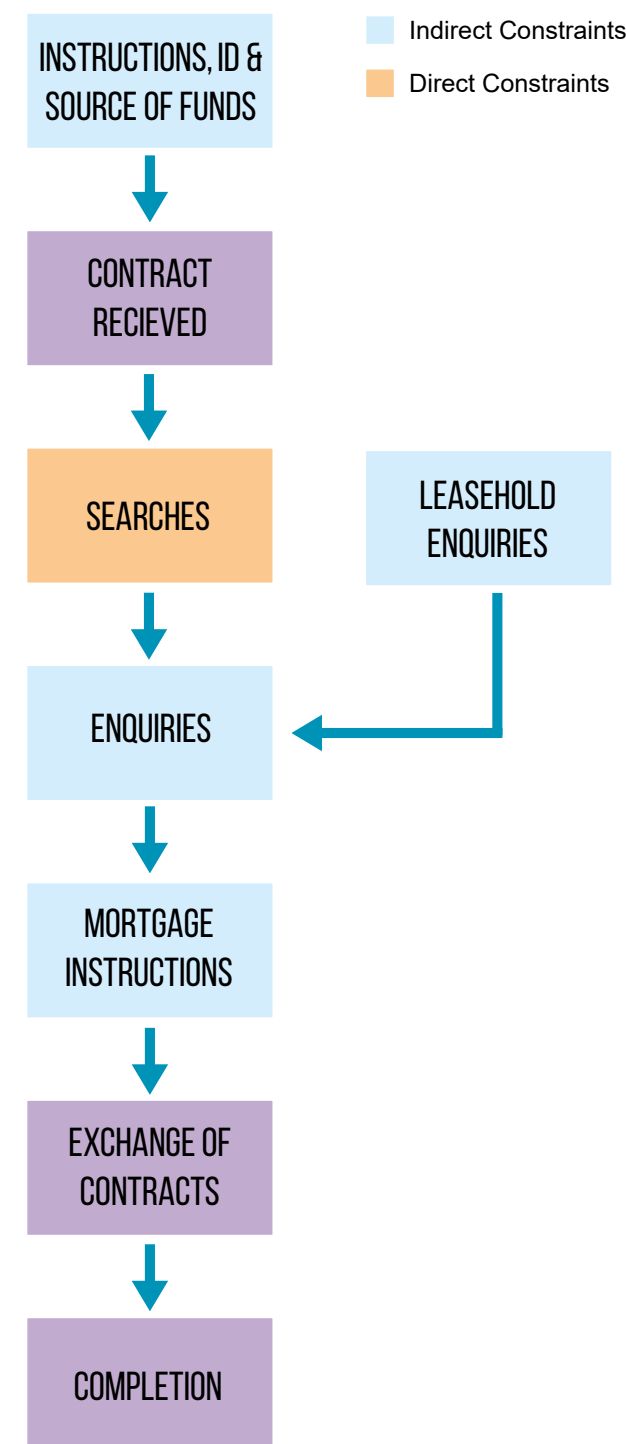 INSTRUCTIONS, ID &
SOURCE OF FUNDS
Indirect Constraints
Direct Constraints
CONTRACT
RECIEVED
SEARCHES
LEASEHOLD
ENQUIRIES
ENQUIRIES
MORTGAGE
INSTRUCTIONS
EXCHANGE OF
CONTRACTS
COMPLETION